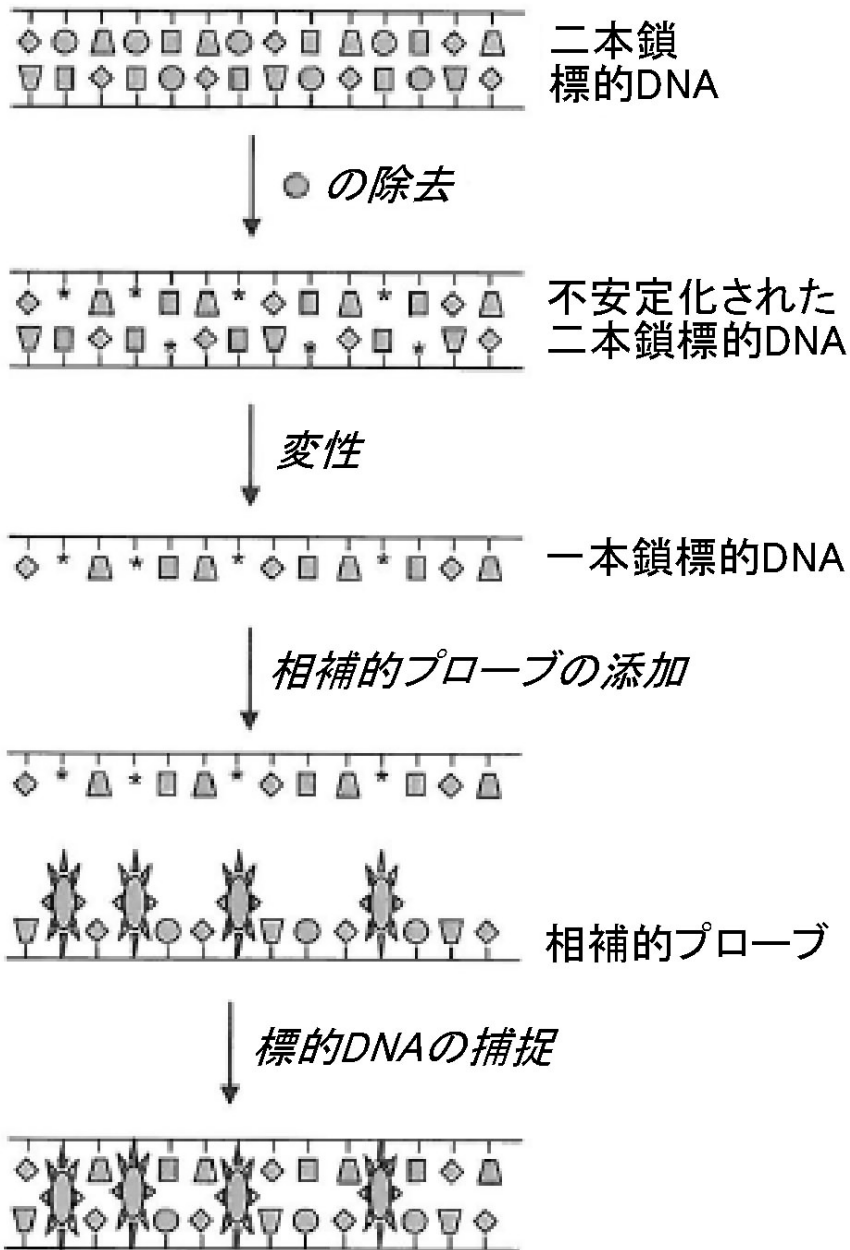 二本鎖
標的DNA
の除去
不安定化された
二本鎖標的DNA
変性
一本鎖標的DNA
相補的プローブの添加
相補的プローブ
標的DNAの捕捉